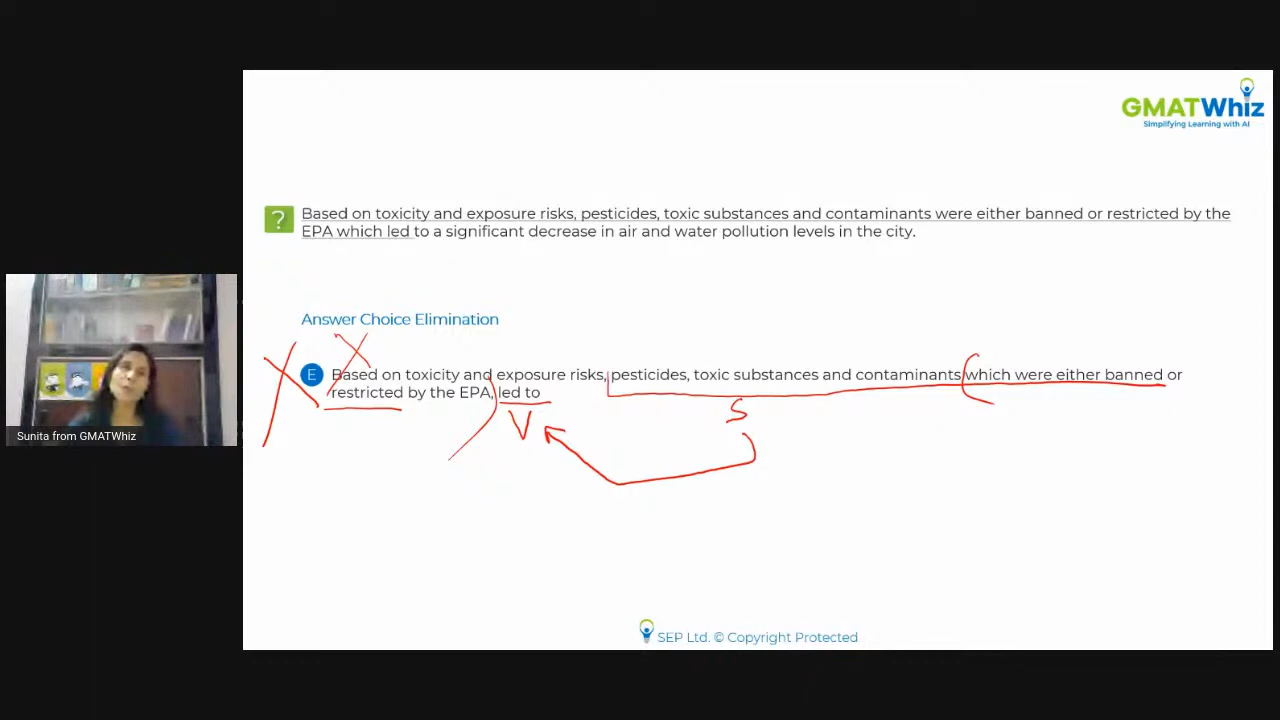 GMATWhiz
Simplifying Learning with AI
?
Based on toxicity and exposure risks, pesticides, toxic substances and contaminants were either banned or restricted by the
EPA which led to a significant decrease in air and water pollution levels in the city.
Answer Choice Elimination
E Based on toxicity and exposure risks, pesticides, toxic substances and contaminants which were either banned or
restricted by the EPA, led to
V
S
Sunita from GMATWhiz
SEP Ltd. © Copyright Protected